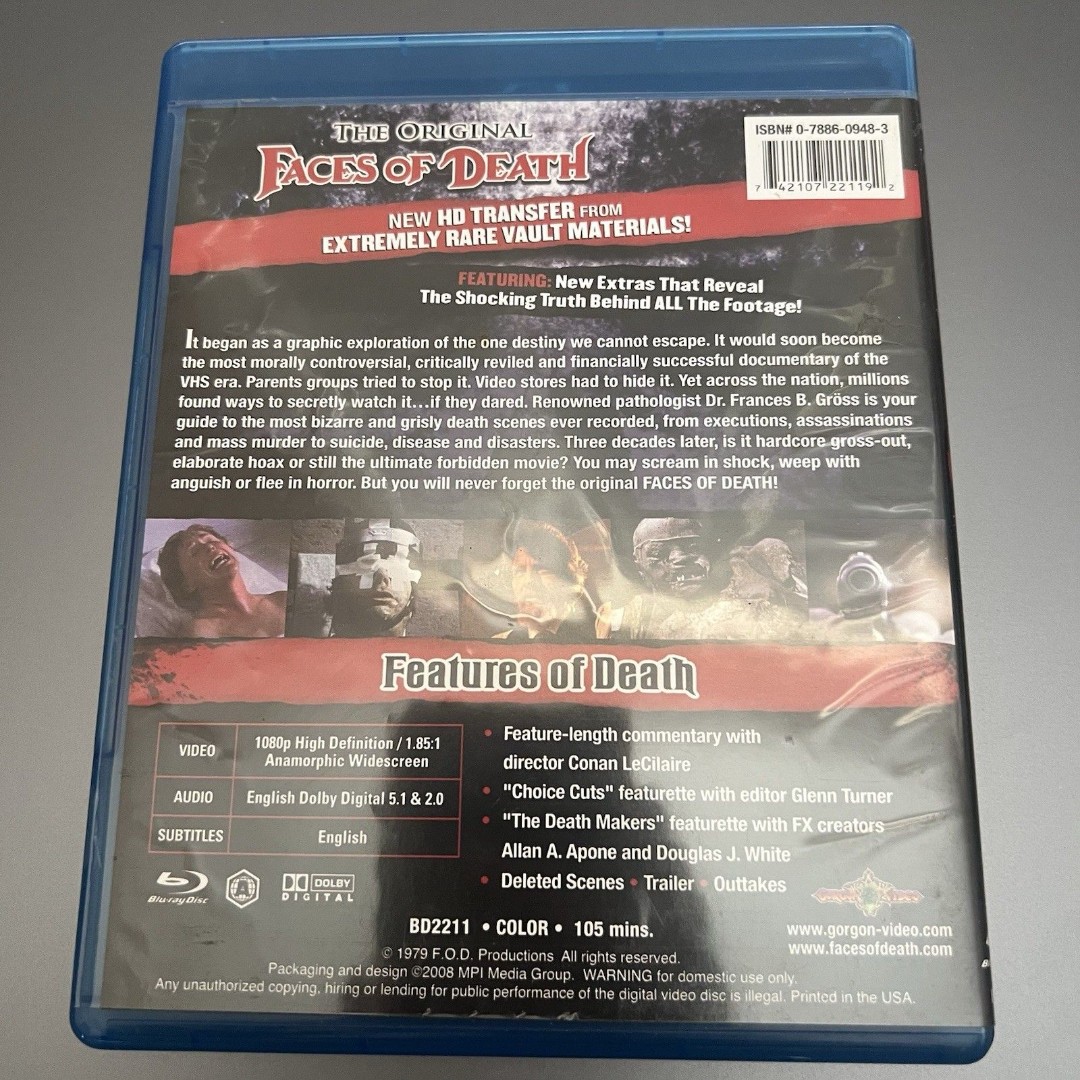 THE ORIGINAL
FACES OF DEATH
ISBN# 0-7886-0948-3
7 42107 22119 2
NEW HD TRANSFER FROM
EXTREMELY RARE VAULT MATERIALS!
FEATURING: New Extras That Reveal
The Shocking Truth Behind ALL The Footage!
It began as a graphic exploration of the one destiny we cannot escape. It would soon become
the most morally controversial, critically reviled and financially successful documentary of the
VHS era. Parents groups tried to stop it. Video stores had to hide it. Yet across the nation, millions
found ways to secretly watch it...if they dared. Renowned pathologist Dr. Frances B. Gröss is your
guide to the most bizarre and grisly death scenes ever recorded, from executions, assassinations
and mass murder to suicide, disease and disasters. Three decades later, is it hardcore gross-out,
elaborate hoax or still the ultimate forbidden movie? You may scream in shock, weep with
anguish or flee in horror. But you will never forget the original FACES OF DEATH!
Features of Death
VIDEO 1080p High Definition / 1.85:1
Anamorphic Widescreen
AUDIO English Dolby Digital 5.1 & 2.0
SUBTITLES English
• Feature-length commentary with
director Conan LeCilaire
• "Choice Cuts" featurette with editor Glenn Turner
• "The Death Makers" featurette with FX creators
Allan A. Apone and Douglas J. White
• Deleted Scenes • Trailer • Outtakes
Blu-ray Disc
A
DOLBY
DIGITAL
BD2211 • COLOR • 105 mins.
www.gorgon-video.com
www.facesofdeath.com
© 1979 F.O.D. Productions All rights reserved.
Packaging and design ©2008 MPI Media Group. WARNING for domestic use only.
Any unauthorized copying, hiring or lending for public performance of the digital video disc is illegal. Printed in the USA.